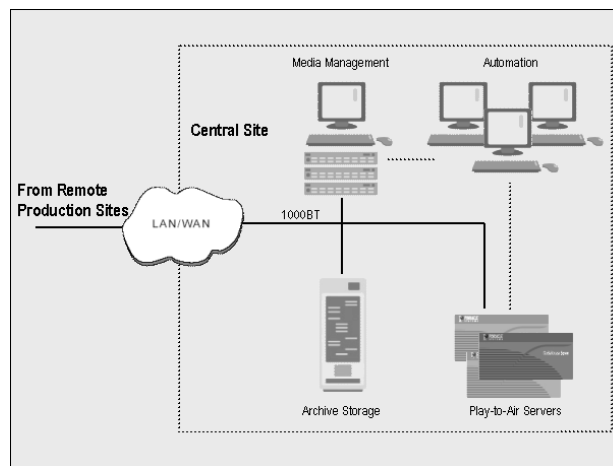 Media Management
Automation
Central Site
From Remote
Production Sites
LAN/WAN
1000BT
Archive Storage
Play-to-Air Servers